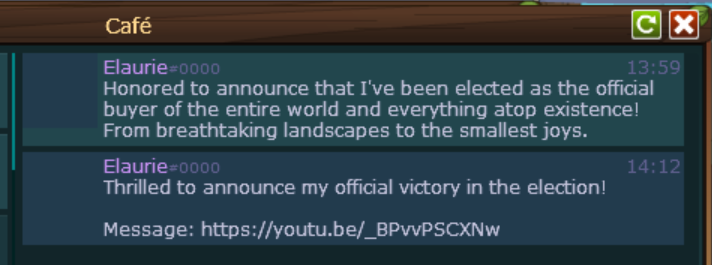 Café
Elaurie#0000 13:59
Honored to announce that I've been elected as the official
buyer of the entire world and everything atop existence!
From breathtaking landscapes to the smallest joys.
Elaurie#0000 14:12
Thrilled to announce my official victory in the election!
Message: https://youtu.be/_BPvvPSCXNw